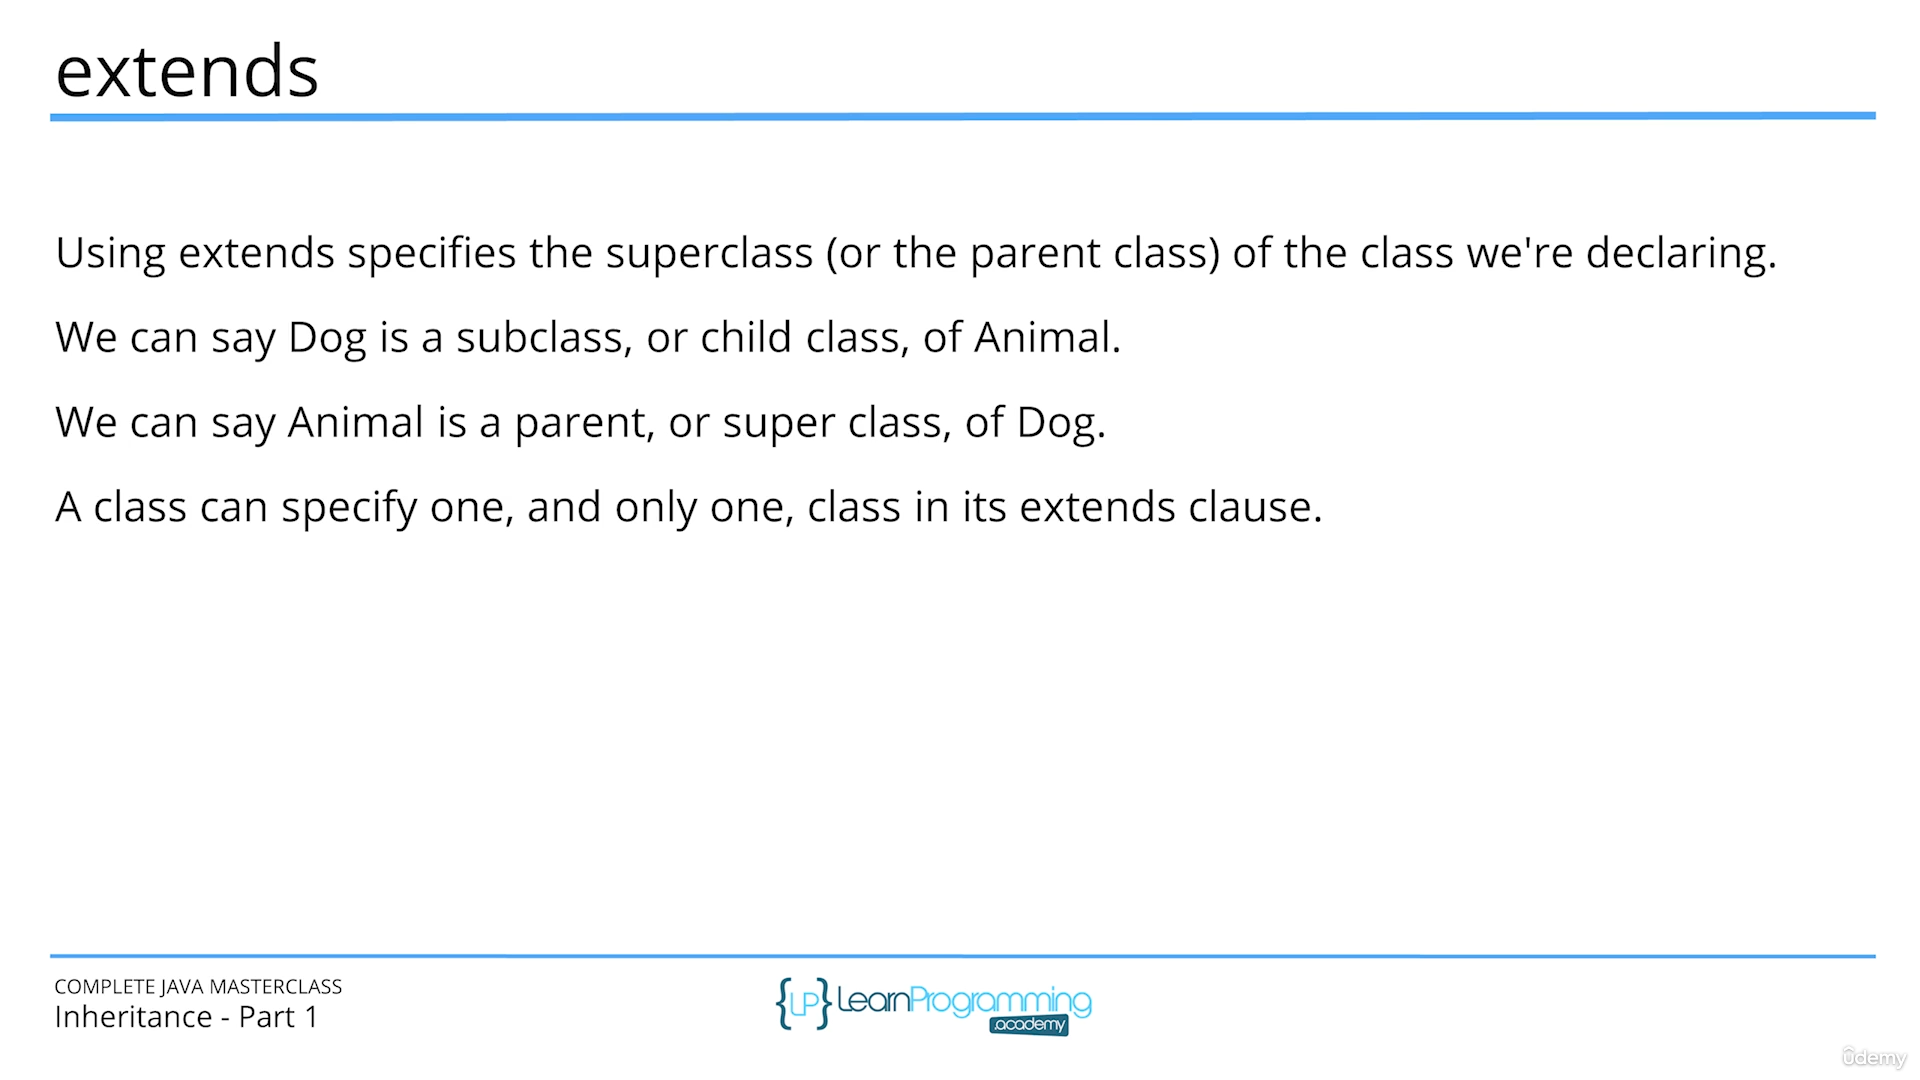 extends
Using extends specifies the superclass (or the parent class) of the class we're declaring.
We can say Dog is a subclass, or child class, of Animal.
We can say Animal is a parent, or super class, of Dog.
A class can specify one, and only one, class in its extends clause.
COMPLETE JAVA MASTERCLASS
Inheritance - Part 1
{LP} LearnProgramming
.academy
ûdemy